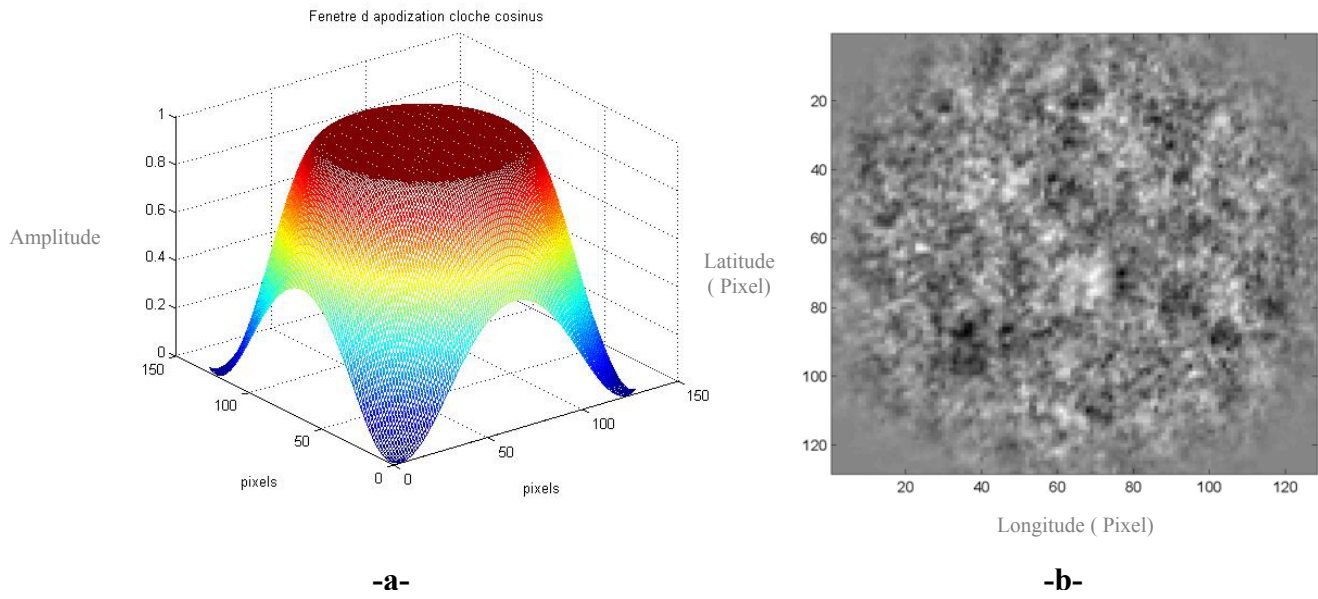 Fenetre d apodization cloche cosinus
1
0.8
0.6
0.4
0.2
0
Amplitude
150
100
50
0
pixels
0
50
100
150
pixels
-a-
20
40
60
80
100
120
Latitude
( Pixel)
20 40 60 80 100 120
Longitude ( Pixel)
-b-